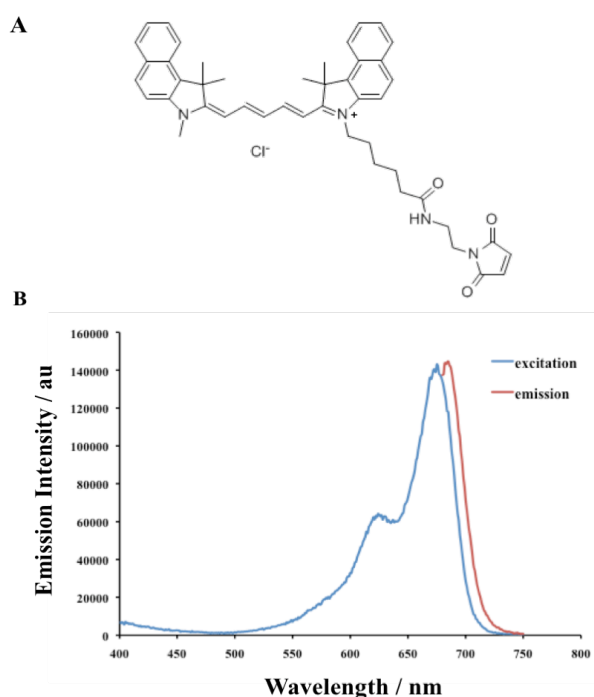 A
N
N
+
Cl-
O
HN
O
N
O
B
160000
140000
120000
100000
80000
60000
40000
20000
0
Emission Intensity / au
excitation
emission
400 450 500 550 600 650 700 750 800
Wavelength / nm